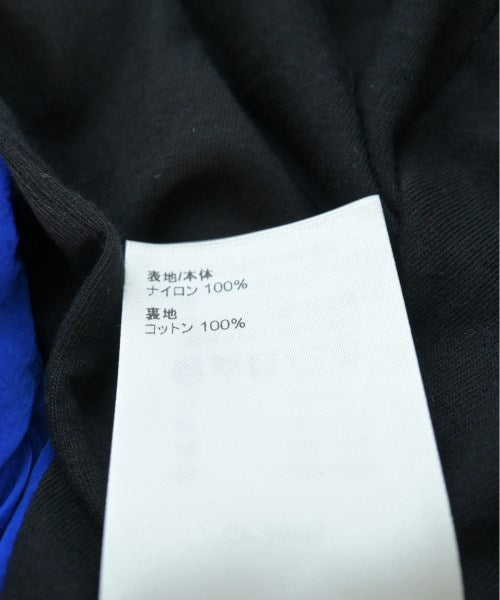 表地/本体
ナイロン 100%
裏地
コットン 100%